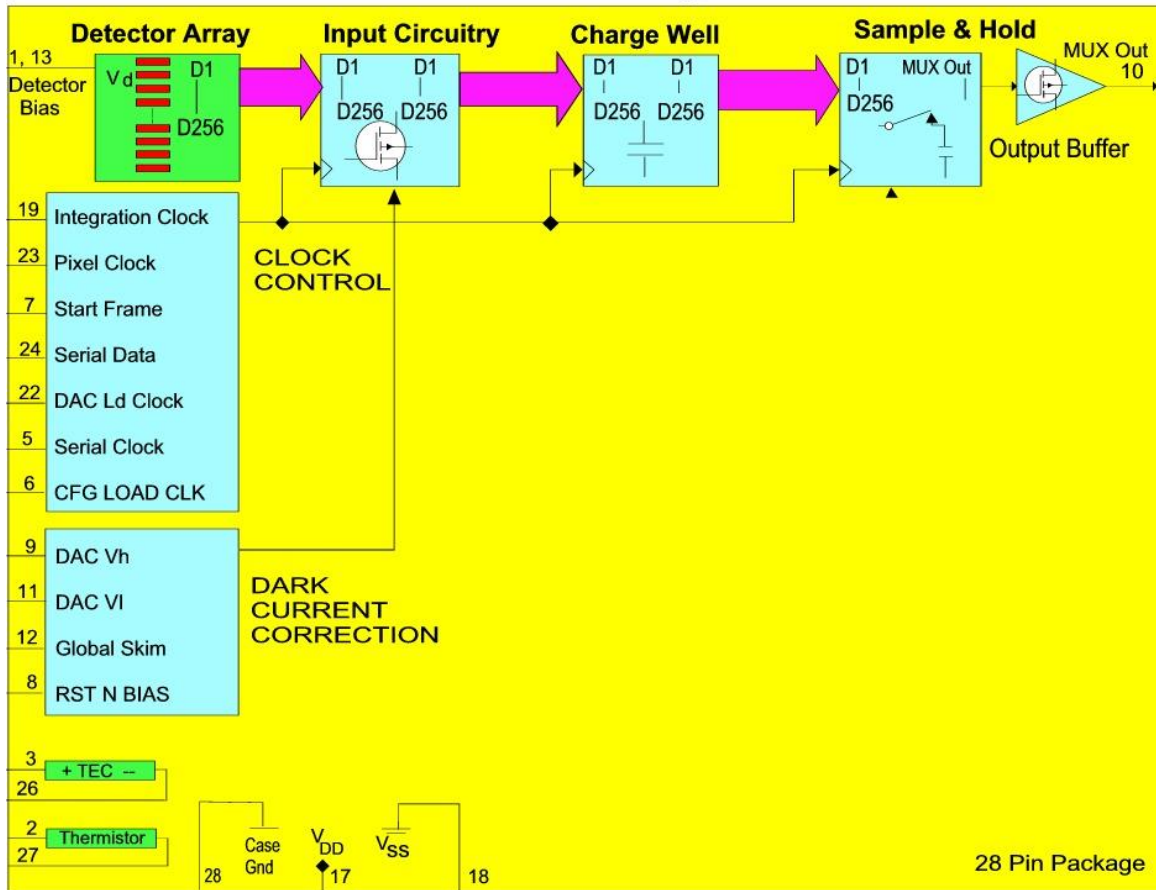 Detector Array
Input Circuitry
Charge Well
Sample & Hold
1, 13
Detector
Bias
Vd
D1
D256
D1
D1
D256
D256
D1
D1
D256
D256
D1
MUX Out
D256
MUX Out
10
Output Buffer
19
Integration Clock
23
Pixel Clock
7
Start Frame
24
Serial Data
22
DAC Ld Clock
5
Serial Clock
6
CFG LOAD CLK
CLOCK
CONTROL
9
DAC Vh
11
DAC Vl
12
Global Skim
8
RST N BIAS
DARK
CURRENT
CORRECTION
3
+ TEC --
26
2
Thermistor
27
Case
Gnd
28
VDD
17
VSS
18
28 Pin Package